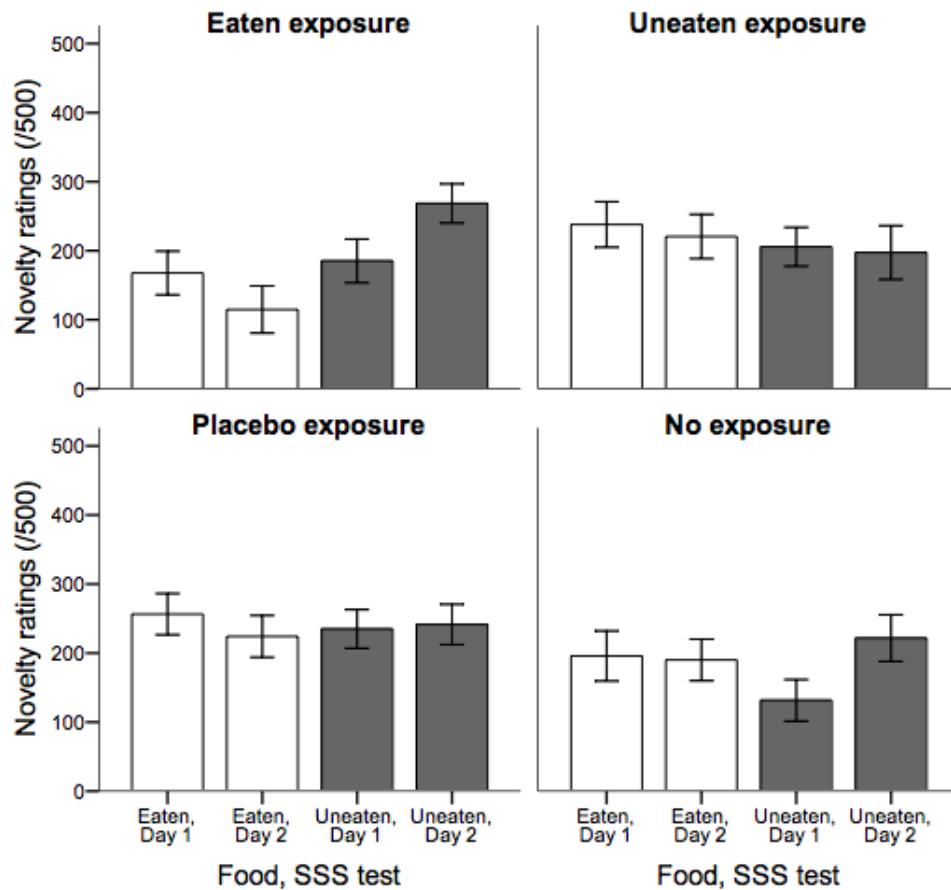 Eaten exposure
Uneaten exposure
Novelty ratings (/500)
500
400
300
200
100
0
Placebo exposure
No exposure
Novelty ratings (/500)
500
400
300
200
100
0
Eaten,
Day 1
Eaten,
Day 2
Uneaten,
Day 1
Uneaten,
Day 2
Eaten,
Day 1
Eaten,
Day 2
Uneaten,
Day 1
Uneaten,
Day 2
Food, SSS test
Food, SSS test